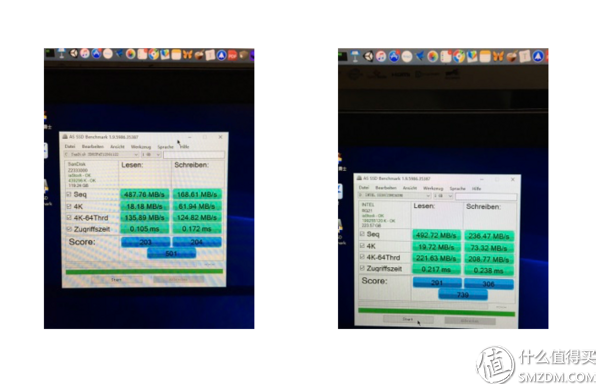 AS SSD Benchmark 1.9.5986.35387
Datei Bearbeiten Ansicht Werkzeug Sprache Hilfe
SanDisk
Lesen: Schreiben:
Seq 487.76 MB/s 168.61 MB/s
4K 18.18 MB/s 61.94 MB/s
4K-64Thrd 135.89 MB/s 124.82 MB/s
Zugriffszeit 0.105 ms 0.172 ms
Score: 203 204
501
Start
AS SSD Benchmark
Datei Bearbeiten Ansicht Werkzeug Sprache Hilfe
Lesen: Schreiben:
Seq 492.72 MB/s 236.47 MB/s
4K 19.72 MB/s 73.32 MB/s
4K-64Thrd 221.63 MB/s 208.77 MB/s
Zugriffszeit 0.217 ms 0.238 ms
Score: 291 306
739
Start
值 什么值得买
SMZDM.COM